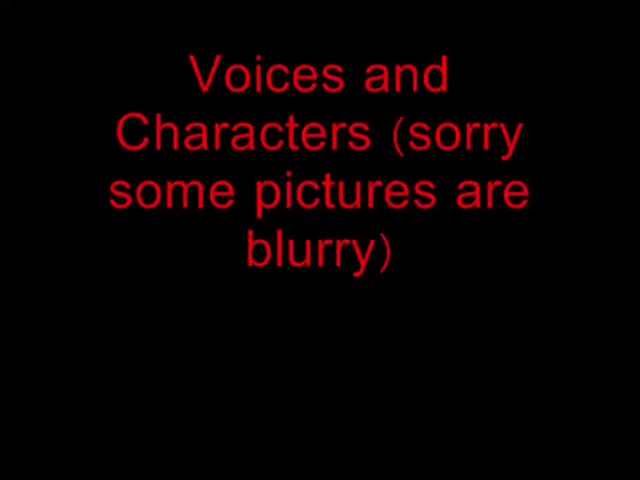 Voices and
Characters (sorry
some pictures are
blurry)